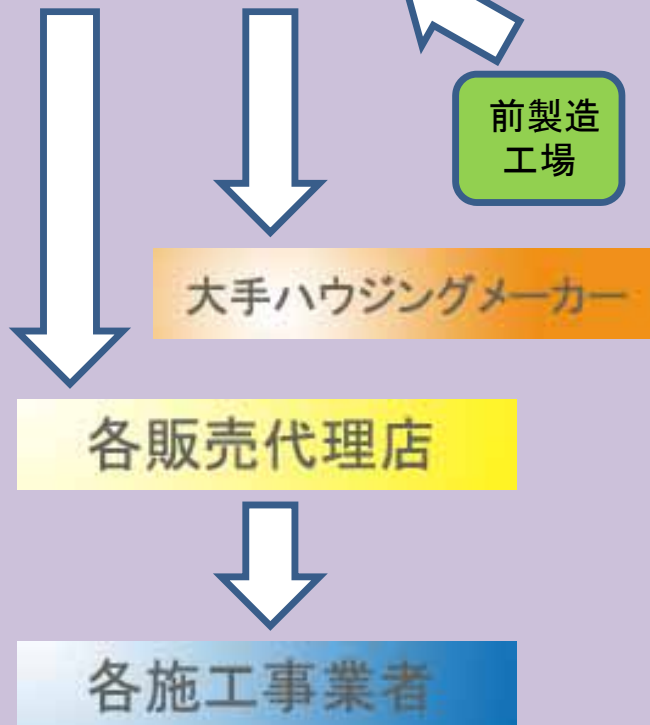 前製造
工場
大手ハウジングメーカー
各販売代理店
各施工事業者